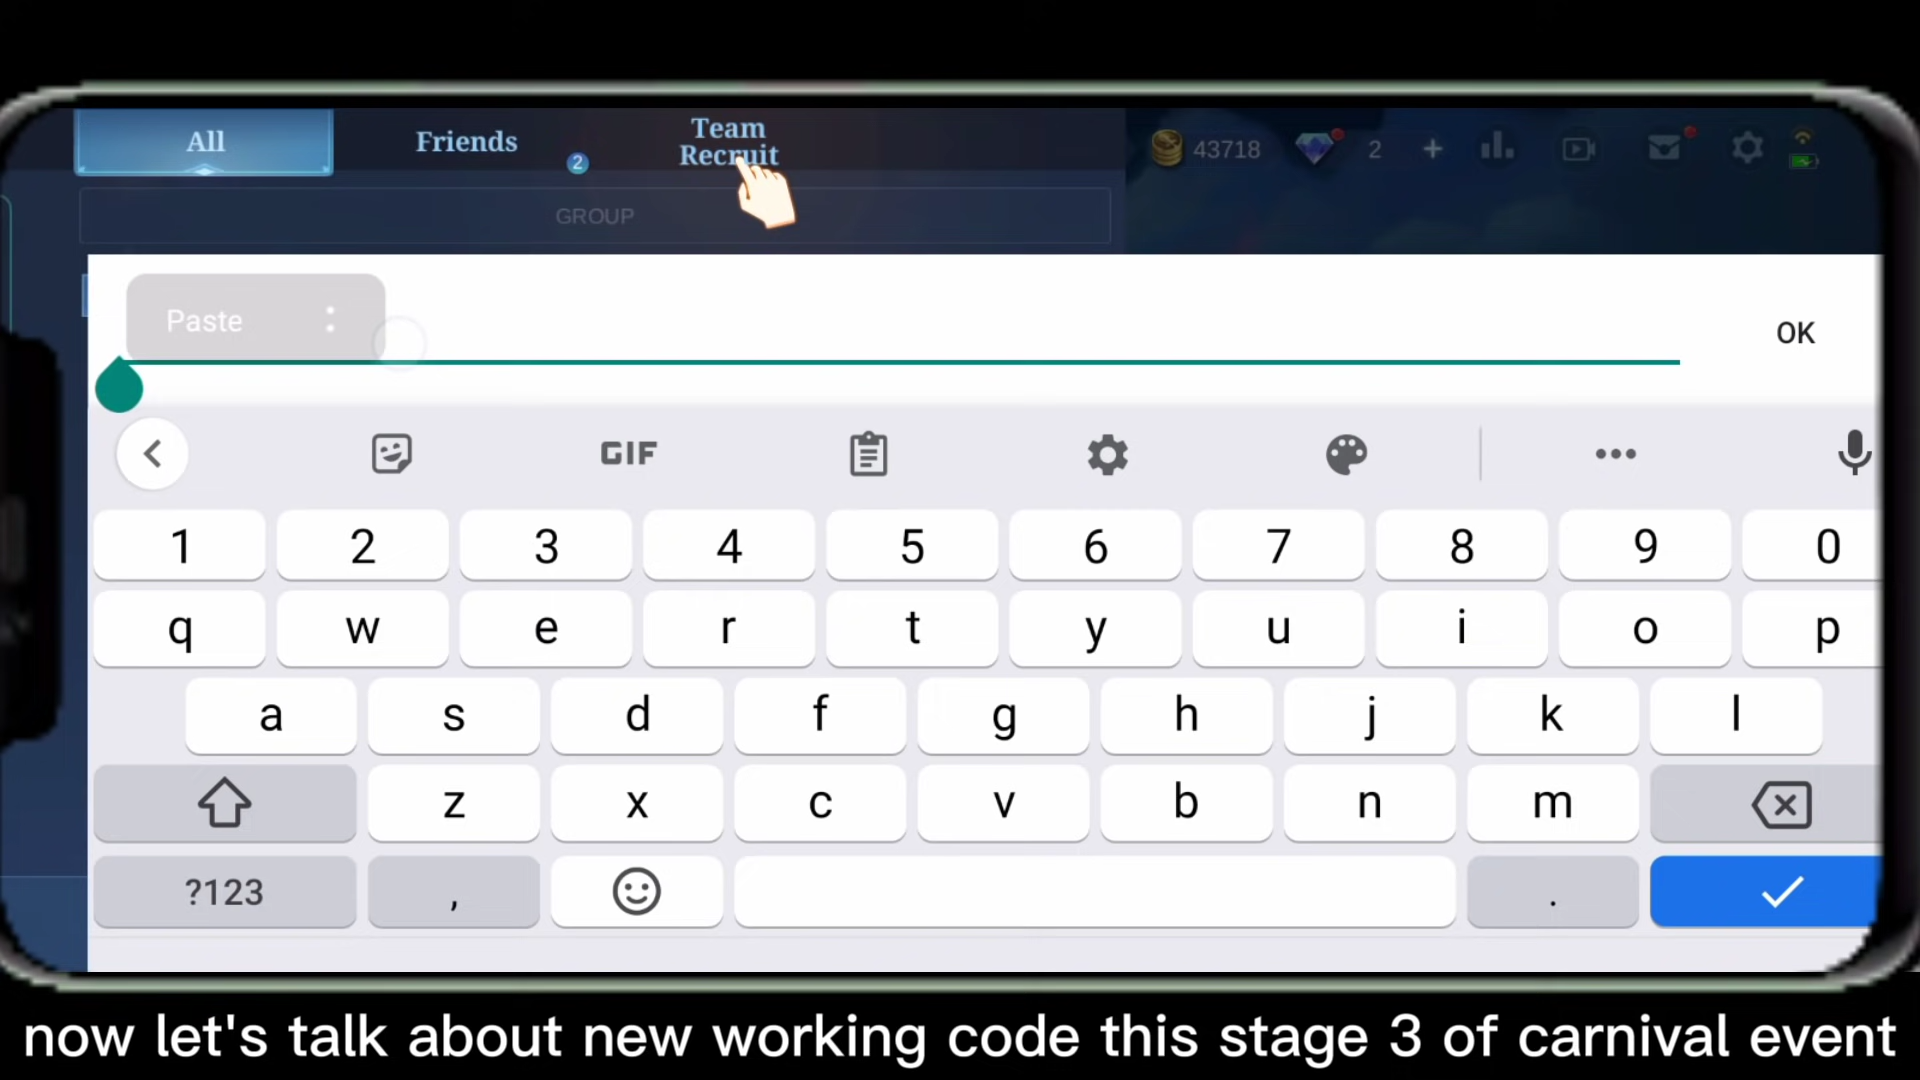 All
Friends
2
Team
Recruit
43718
2
GROUP
Paste
OK
GIF
1 2 3 4 5 6 7 8 9 0
q w e r t y u i o p
a s d f g h j k l
z x c v b n m
?123 , .
now let's talk about new working code this stage 3 of carnival event